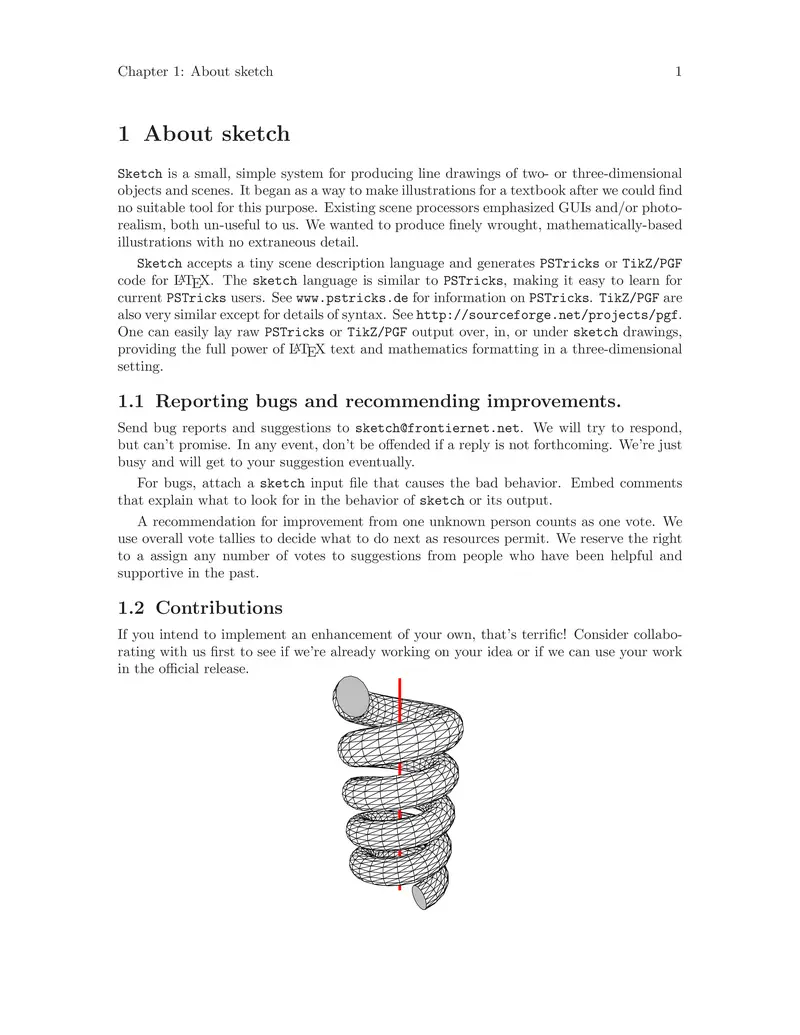 Chapter 1: About sketch 1
1 About sketch
Sketch is a small, simple system for producing line drawings of two- or three-dimensional
objects and scenes. It began as a way to make illustrations for a textbook after we could find
no suitable tool for this purpose. Existing scene processors emphasized GUIs and/or photo-
realism, both un-useful to us. We wanted to produce finely wrought, mathematically-based
illustrations with no extraneous detail.
Sketch accepts a tiny scene description language and generates PSTricks or TikZ/PGF
code for LATEX. The sketch language is similar to PSTricks, making it easy to learn for
current PSTricks users. See www.pstricks.de for information on PSTricks. TikZ/PGF are
also very similar except for details of syntax. See http://sourceforge.net/projects/pgf.
One can easily lay raw PSTricks or TikZ/PGF output over, in, or under sketch drawings,
providing the full power of LATEX text and mathematics formatting in a three-dimensional
setting.
1.1 Reporting bugs and recommending improvements.
Send bug reports and suggestions to sketch@frontiernet.net. We will try to respond,
but can't promise. In any event, don't be offended if a reply is not forthcoming. We're just
busy and will get to your suggestion eventually.
For bugs, attach a sketch input file that causes the bad behavior. Embed comments
that explain what to look for in the behavior of sketch or its output.
A recommendation for improvement from one unknown person counts as one vote. We
use overall vote tallies to decide what to do next as resources permit. We reserve the right
to a assign any number of votes to suggestions from people who have been helpful and
supportive in the past.
1.2 Contributions
If you intend to implement an enhancement of your own, that's terrific! Consider collabo-
rating with us first to see if we're already working on your idea or if we can use your work
in the official release.